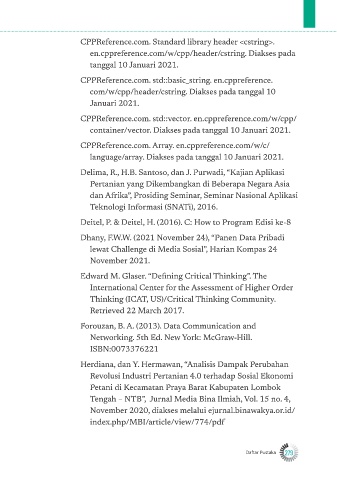 CPPReference.com. Standard library header <cstring>.
en.cppreference.com/w/cpp/header/cstring. Diakses pada
tanggal 10 Januari 2021.
CPPReference.com. std::basic_string. en.cppreference.
com/w/cpp/header/cstring. Diakses pada tanggal 10
Januari 2021.
CPPReference.com. std::vector. en.cppreference.com/w/cpp/
container/vector. Diakses pada tanggal 10 Januari 2021.
CPPReference.com. Array. en.cppreference.com/w/c/
language/array. Diakses pada tanggal 10 Januari 2021.
Delima, R., H.B. Santoso, dan J. Purwadi, “Kajian Aplikasi
Pertanian yang Dikembangkan di Beberapa Negara Asia
dan Afrika”, Prosiding Seminar, Seminar Nasional Aplikasi
Teknologi Informasi (SNATi), 2016.
Deitel, P. & Deitel, H. (2016). C: How to Program Edisi ke-8
Dhany, F.W.W. (2021 November 24), “Panen Data Pribadi
lewat Challenge di Media Sosial”, Harian Kompas 24
November 2021.
Edward M. Glaser. “Defining Critical Thinking”. The
International Center for the Assessment of Higher Order
Thinking (ICAT, US)/Critical Thinking Community.
Retrieved 22 March 2017.
Forouzan, B. A. (2013). Data Communication and
Networking. 5th Ed. New York: McGraw-Hill.
ISBN:0073376221
Herdiana, dan Y. Hermawan, “Analisis Dampak Perubahan
Revolusi Industri Pertanian 4.0 terhadap Sosial Ekonomi
Petani di Kecamatan Praya Barat Kabupaten Lombok
Tengah – NTB”, Jurnal Media Bina Ilmiah, Vol. 15 no. 4,
November 2020, diakses melalui ejurnal.binawakya.or.id/
index.php/MBI/article/view/774/pdf
Daftar Pustaka 275